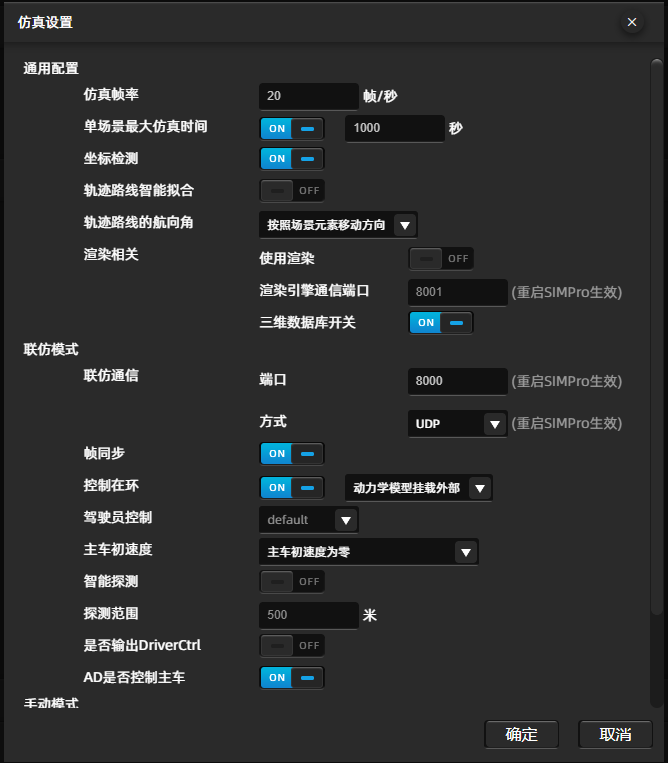 仿真设置
通用配置
仿真帧率 20 帧/秒
单场景最大仿真时间 ON 1000 秒
坐标检测 ON
轨迹路线智能拟合 OFF
轨迹路线的航向角 按照场景元素移动方向
渲染相关 使用渲染 OFF
渲染引擎通信端口 8001 (重启SIMPro生效)
三维数据库开关 ON
联仿模式
联仿通信 端口 8000 (重启SIMPro生效)
方式 UDP (重启SIMPro生效)
帧同步 ON
控制在环 ON 动力学模型挂载外部
驾驶员控制 default
主车初速度 主车初速度为零
智能探测 OFF
探测范围 500 米
是否输出DriverCtrl OFF
AD是否控制主车 ON
手动模式
确定 取消